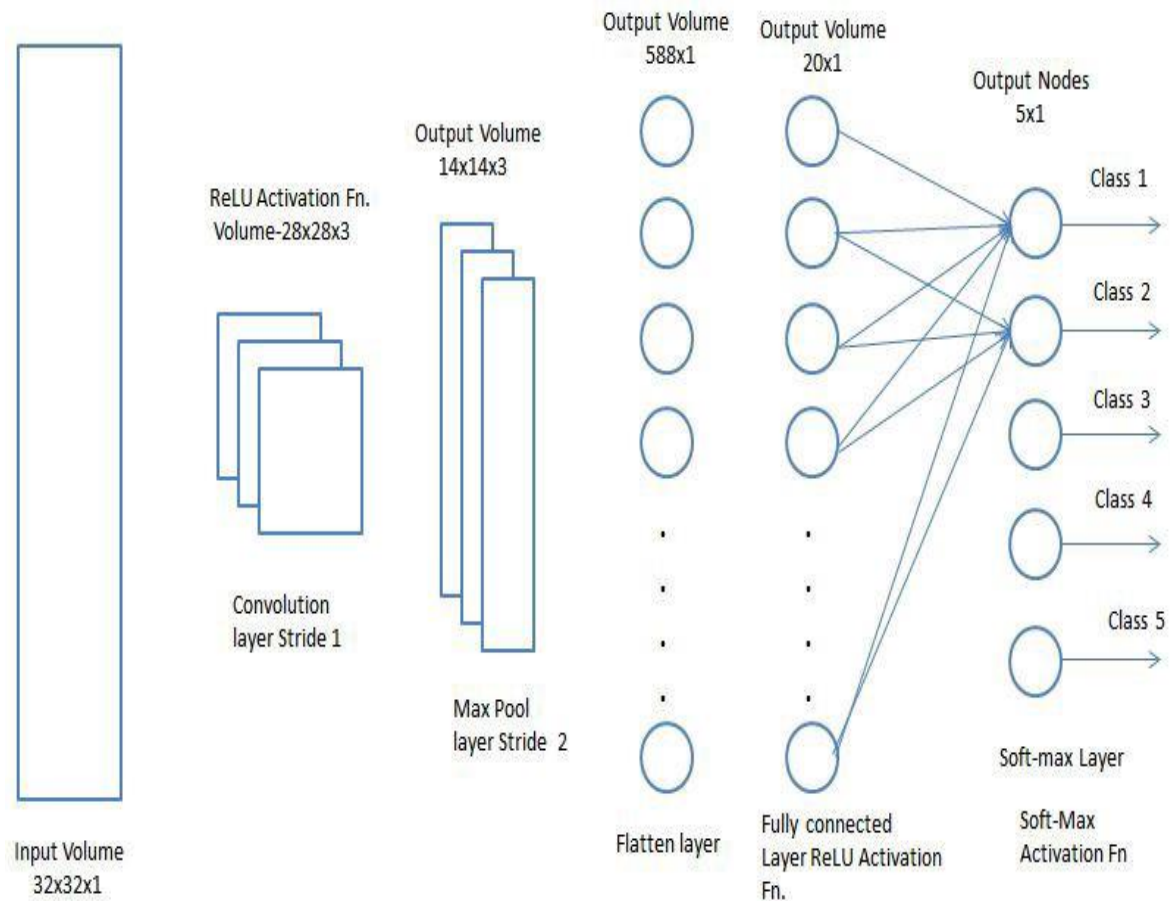 Input Volume
32x32x1
ReLU Activation Fn.
Volume-28x28x3
Convolution
layer Stride 1
Output Volume
14x14x3
Max Pool
layer Stride 2
Output Volume
588x1
Flatten layer
Output Volume
20x1
Fully connected
Layer ReLU Activation
Fn.
Output Nodes
5x1
Class 1
Class 2
Class 3
Class 4
Class 5
Soft-max Layer
Soft-Max
Activation Fn